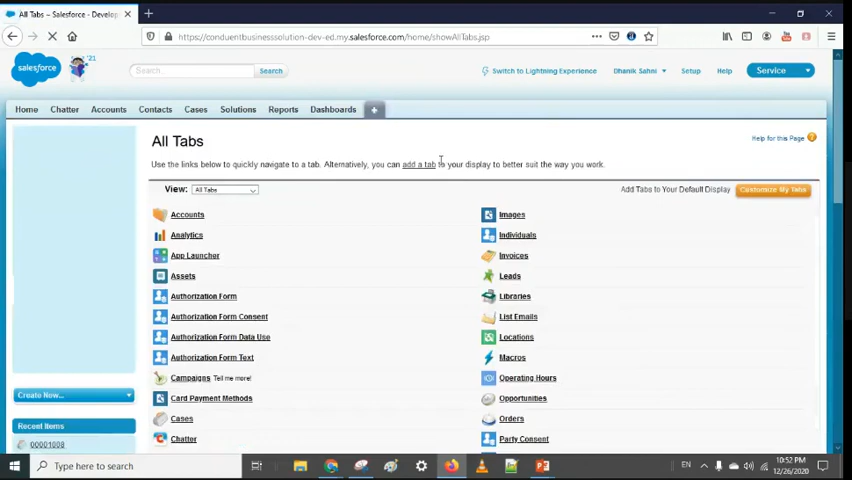 All Tabs ~ Salesforce - Develop
https://conduentbusinesssolution-dev-ed.my.salesforce.com/home/showAllTabs.jsp
salesforce
'21
Search...
Search
Switch to Lightning Experience
Dhanik Sahni
Setup
Help
Service
Home
Chatter
Accounts
Contacts
Cases
Solutions
Reports
Dashboards
+
All Tabs
Help for this Page
Use the links below to quickly navigate to a tab. Alternatively, you can add a tab to your display to better suit the way you work.
View: All Tabs
Add Tabs to Your Default Display
Customize My Tabs
Accounts
Analytics
App Launcher
Assets
Authorization Form
Authorization Form Consent
Authorization Form Data Use
Authorization Form Text
Campaigns Tell me more!
Card Payment Methods
Cases
Chatter
Images
Individuals
Invoices
Leads
Libraries
List Emails
Locations
Macros
Operating Hours
Opportunities
Orders
Party Consent
Create New...
Recent Items
Type here to search
EN
10:52 PM
12/26/2020